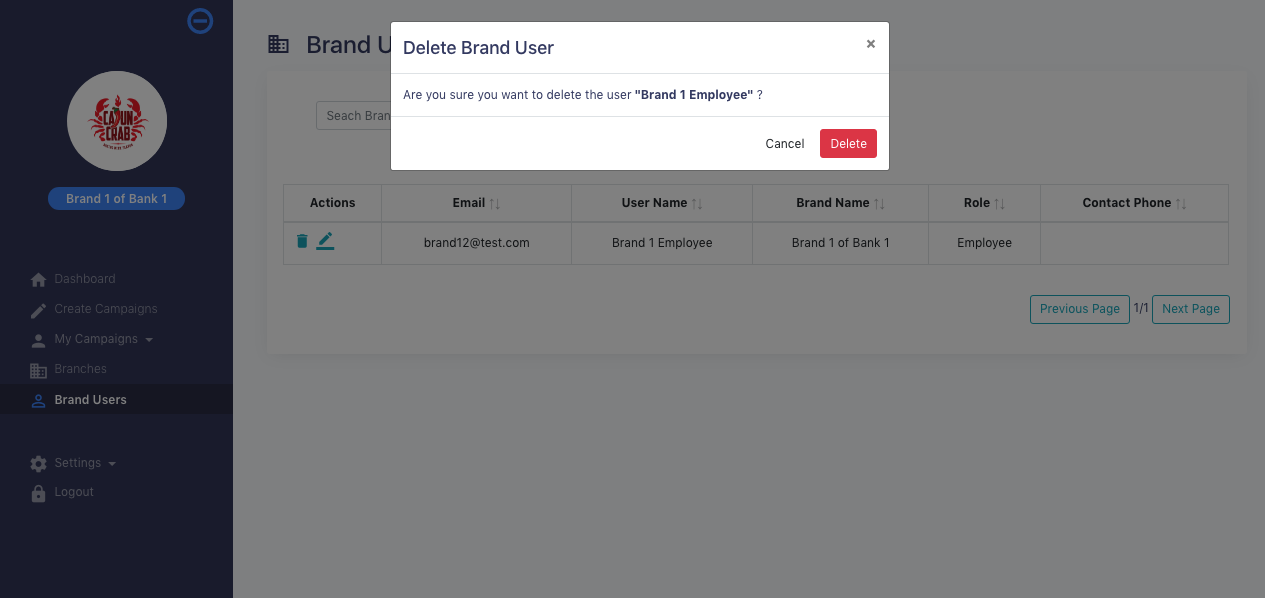 CAJUN
CRAB
Brand 1 of Bank 1
Dashboard
Create Campaigns
My Campaigns
Branches
Brand Users
Settings
Logout
Brand U
Delete Brand User
×
Are you sure you want to delete the user "Brand 1 Employee" ?
Cancel Delete
Seach Bran
Actions Email ↑↓ User Name ↑↓ Brand Name ↑↓ Role ↑↓ Contact Phone ↑↓
brand12@test.com Brand 1 Employee Brand 1 of Bank 1 Employee
Previous Page 1/1 Next Page